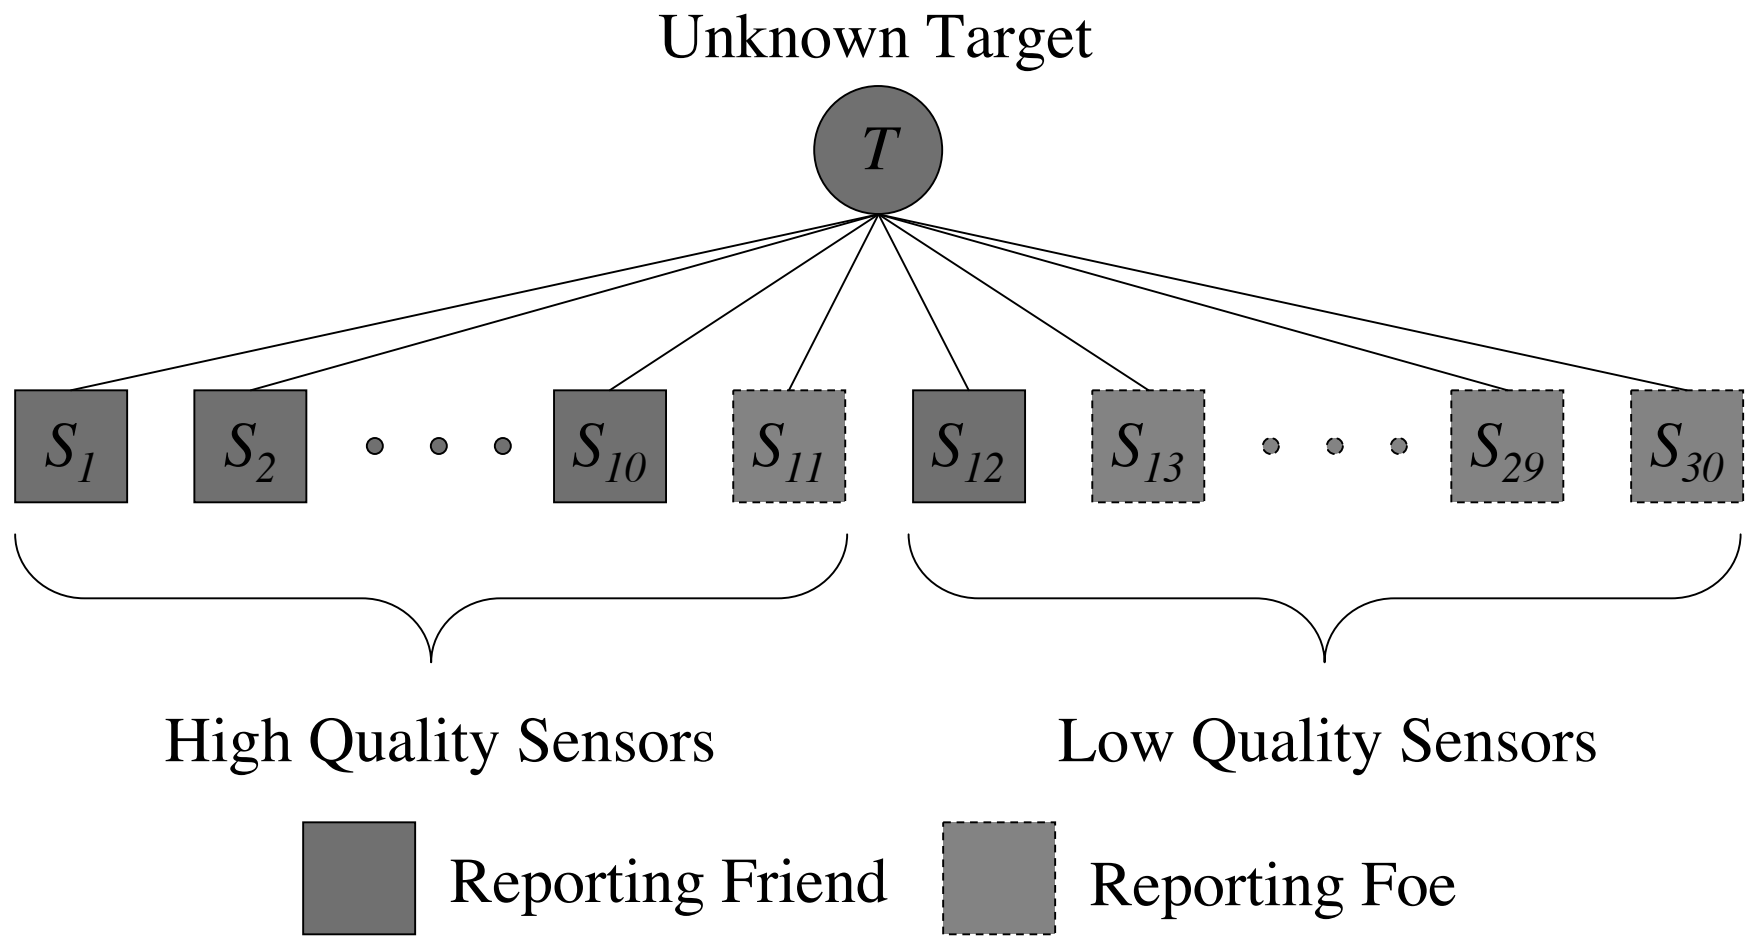 Unknown Target
T
S1 S2 S10 S11 S12 S13 S29 S30
High Quality Sensors Low Quality Sensors
Reporting Friend Reporting Foe